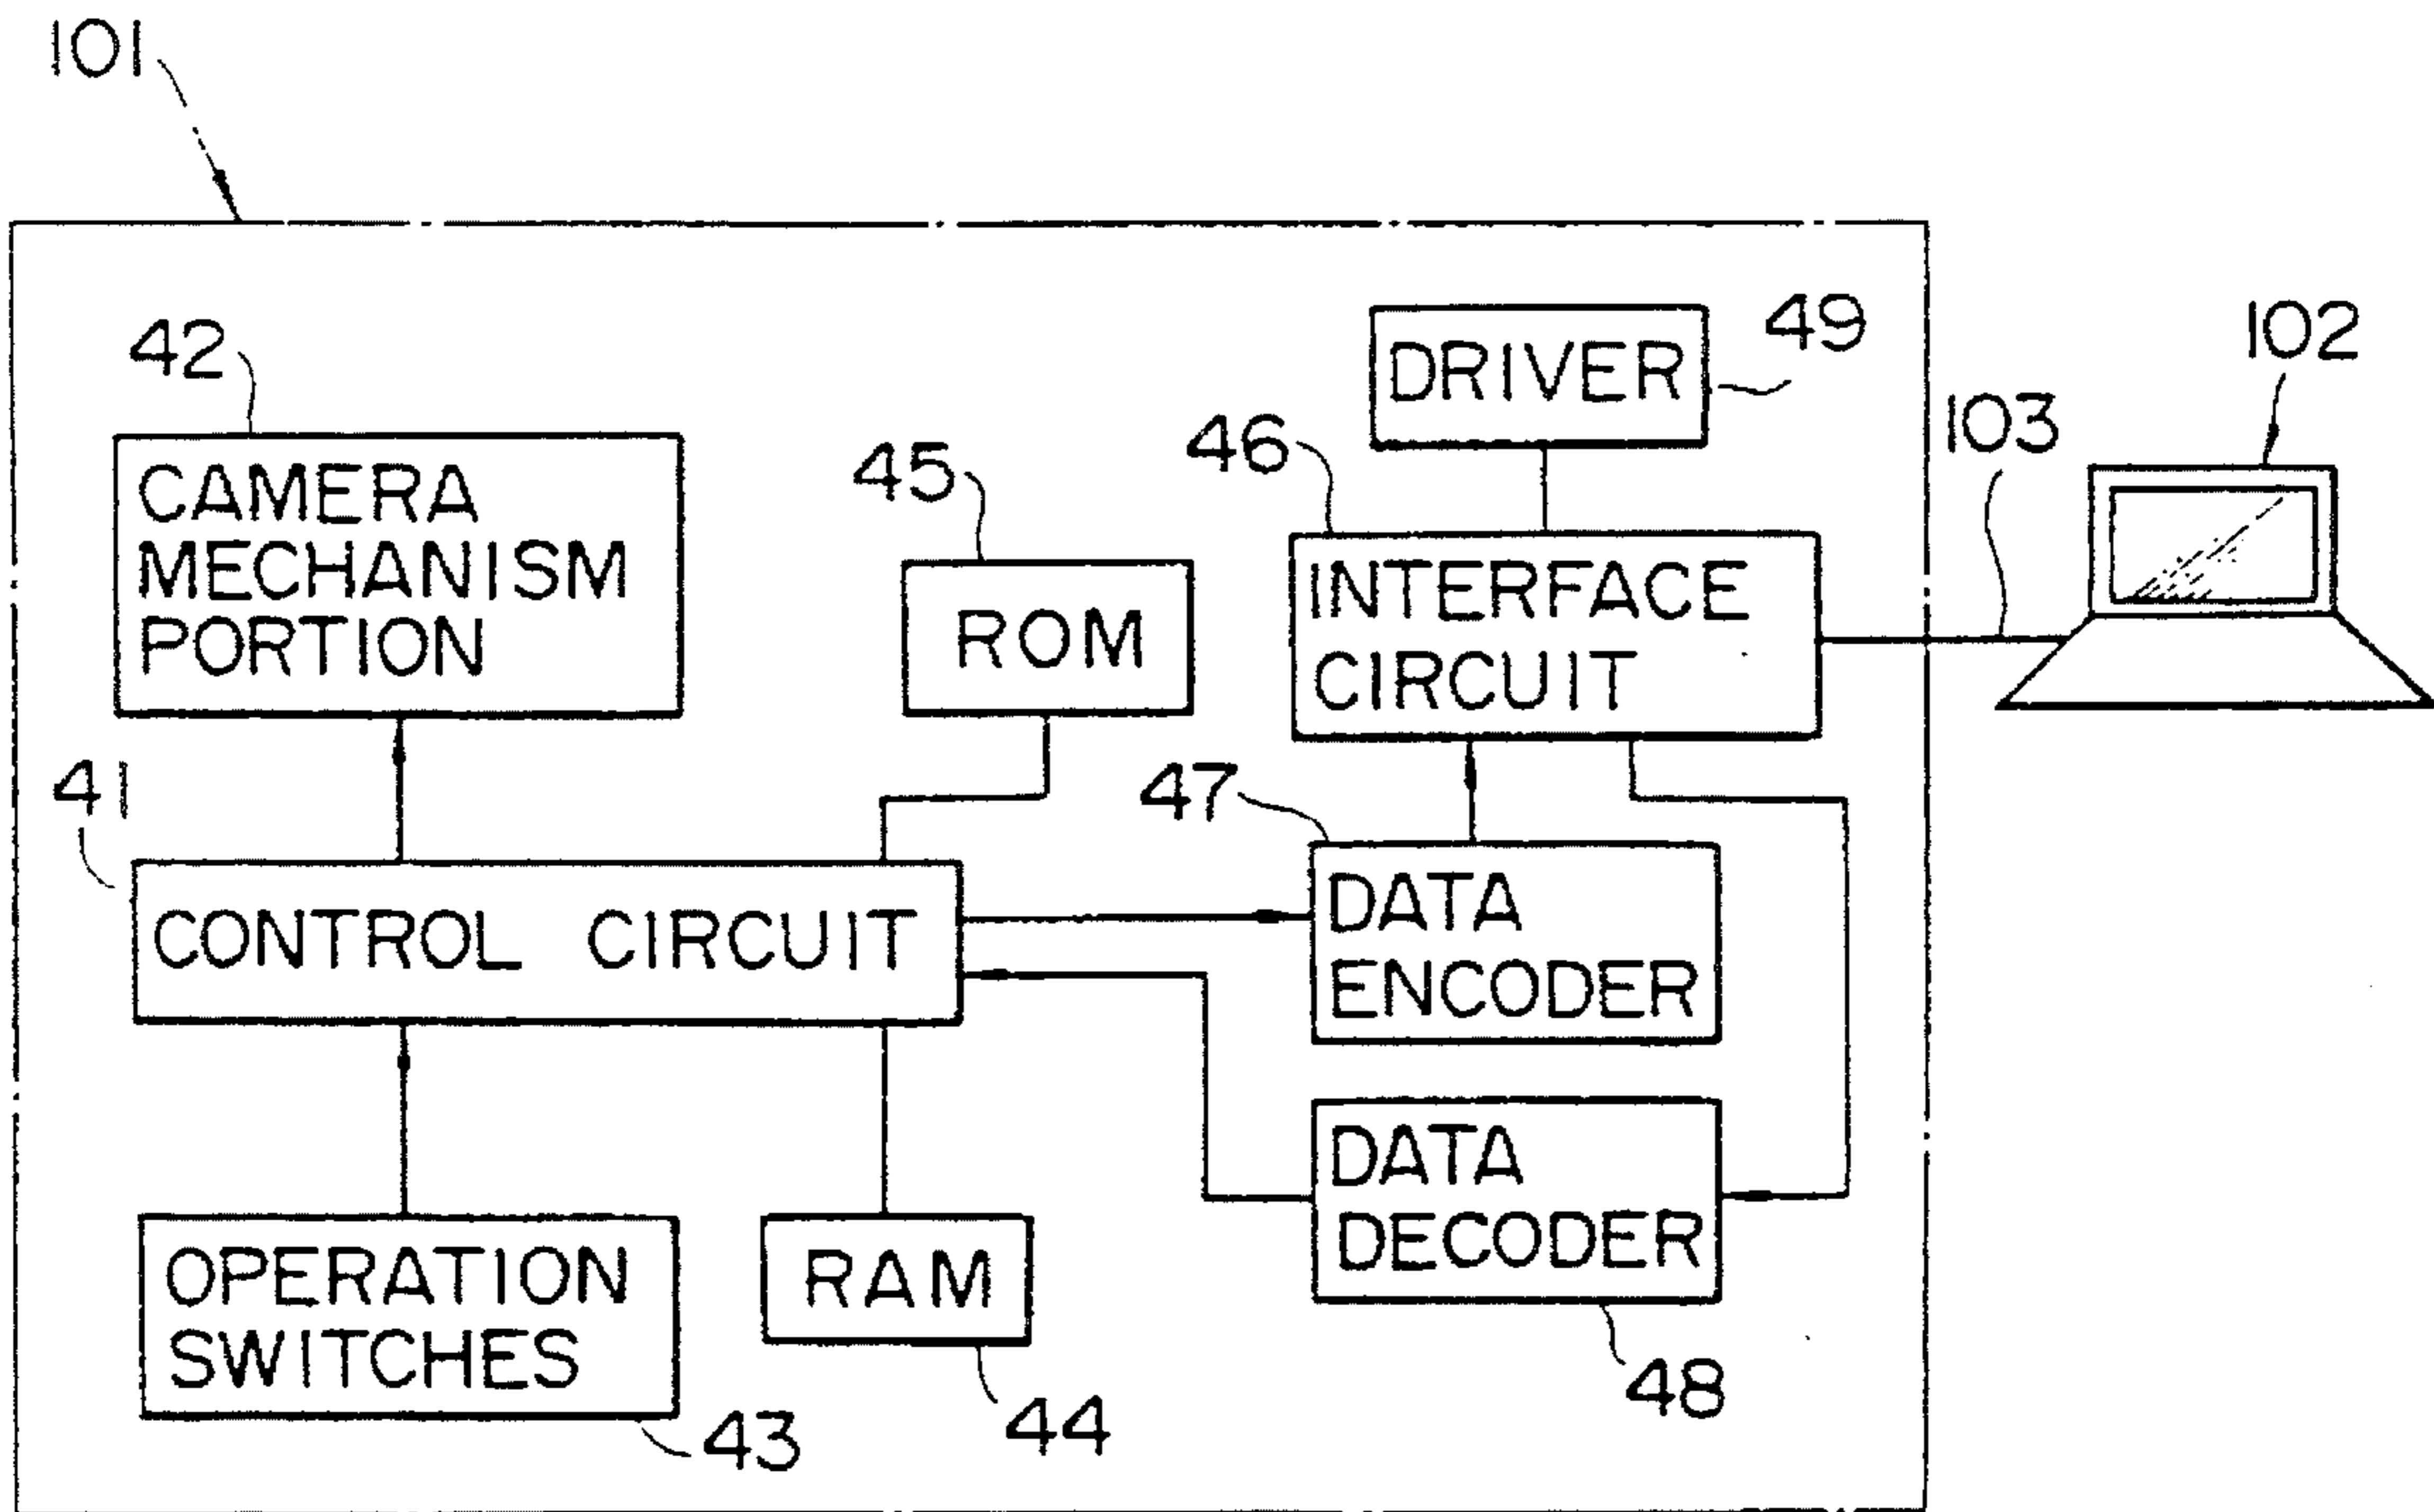 101
42
CAMERA
MECHANISM
PORTION
45
ROM
49
DRIVER
46
INTERFACE
CIRCUIT
102
103
41
CONTROL CIRCUIT
47
DATA
ENCODER
DATA
DECODER
48
OPERATION
SWITCHES
43
RAM
44